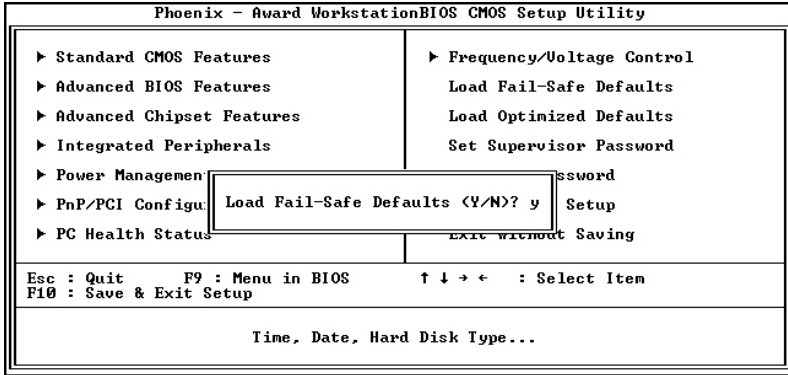 Phoenix - Award WorkstationBIOS CMOS Setup Utility
▶ Standard CMOS Features
▶ Advanced BIOS Features
▶ Advanced Chipset Features
▶ Integrated Peripherals
▶ Power Managemen
▶ PnP/PCI Configu
▶ PC Health Status
▶ Frequency/Voltage Control
Load Fail-Safe Defaults
Load Optimized Defaults
Set Supervisor Password
ssword
Setup
Exit Without Saving
Load Fail-Safe Defaults (Y/N)? y
Esc : Quit F9 : Menu in BIOS ↑ ↓ → ← : Select Item
F10 : Save & Exit Setup
Time, Date, Hard Disk Type...